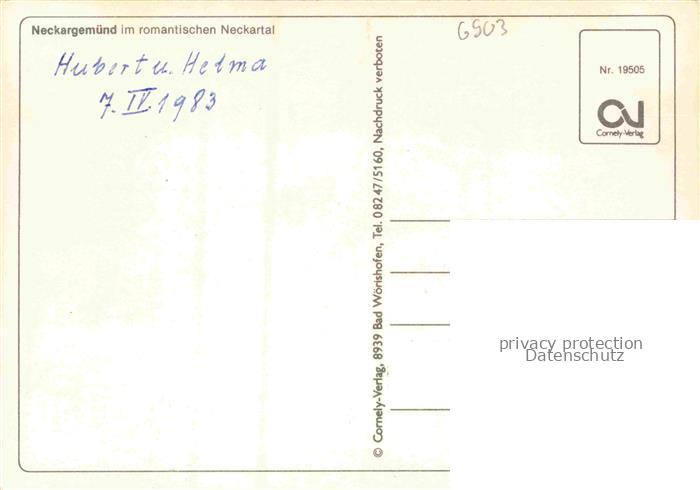 Neckargemünd im romantischen Neckartal
6903
Hubert u. Helma
7. IV. 1983
Nr. 19505
Cornely-Verlag
© Cornely-Verlag, 8939 Bad Wörishofen, Tel. 08247/5160, Nachdruck verboten
privacy protection
Datenschutz